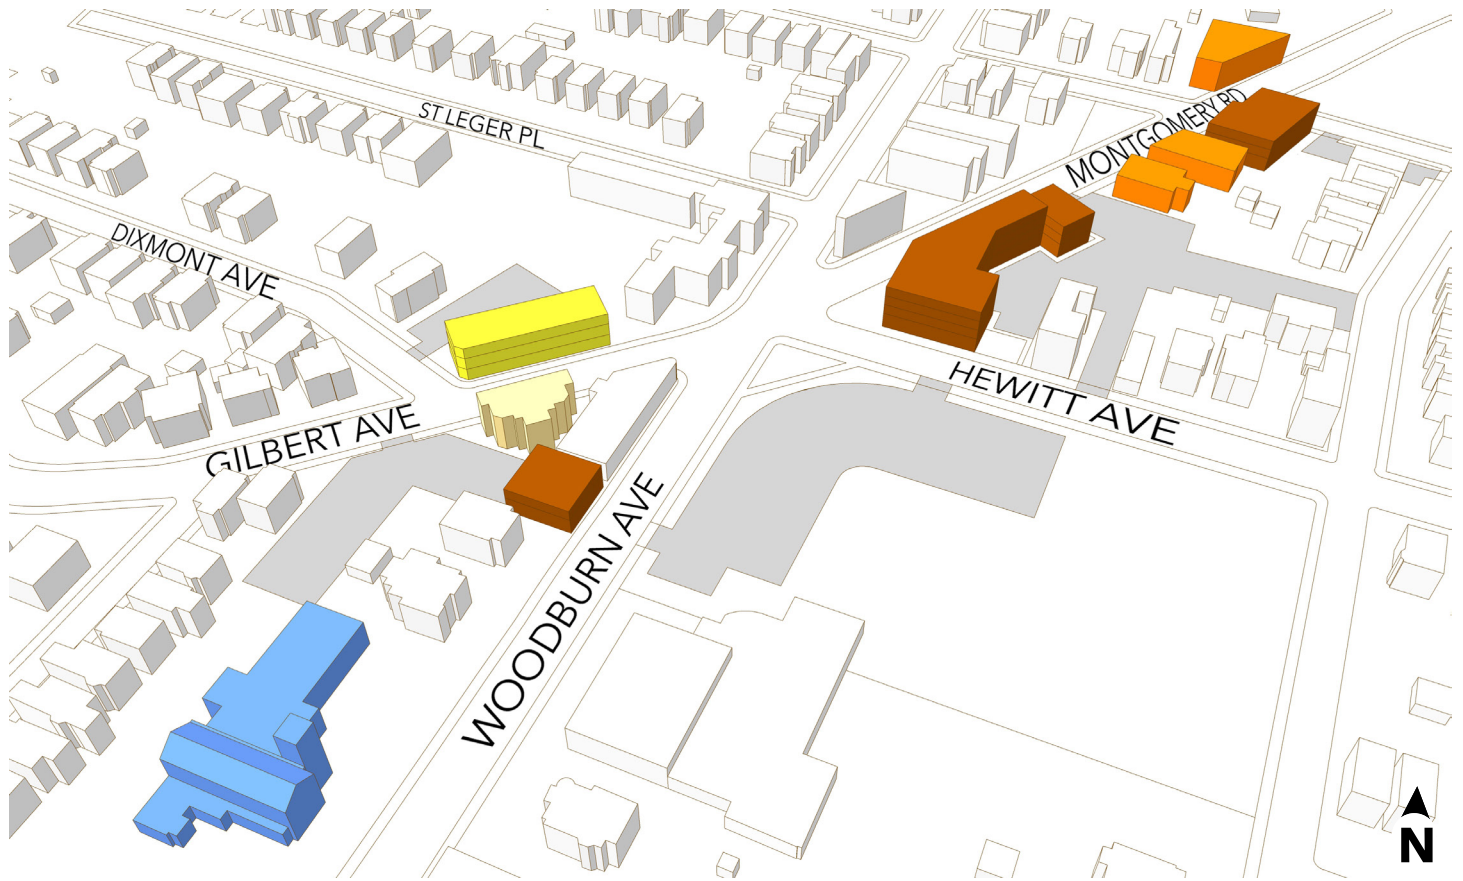 ST LEGER PL
MONTGOMERY RD
DIXMONT AVE
HEWITT AVE
GILBERT AVE
WOODBURN AVE
N